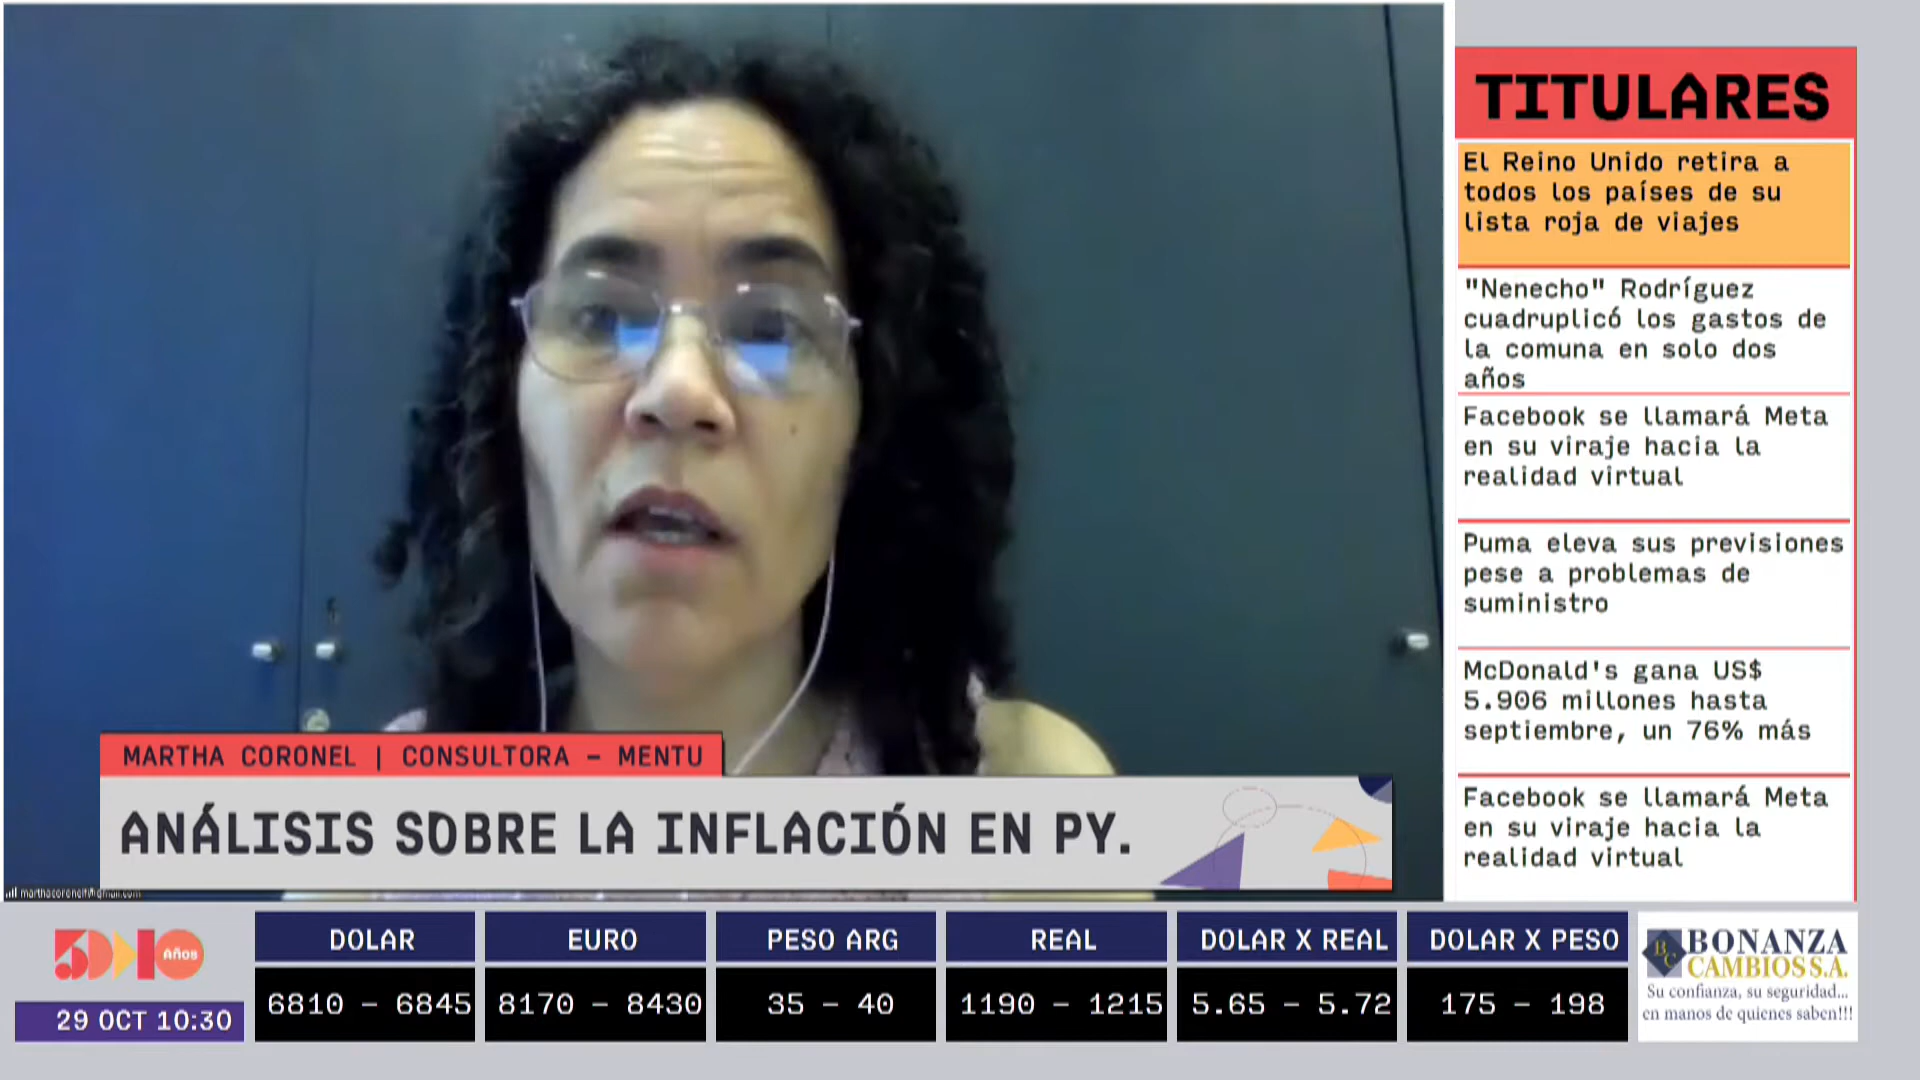 TITULARES
El Reino Unido retira a
todos los países de su
lista roja de viajes
"Nenecho" Rodríguez
cuadruplicó los gastos de
la comuna en solo dos
años
Facebook se llamará Meta
en su viraje hacia la
realidad virtual
Puma eleva sus previsiones
pese a problemas de
suministro
McDonald's gana US$
5.906 millones hasta
septiembre, un 76% más
Facebook se llamará Meta
en su viraje hacia la
realidad virtual
MARTHA CORONEL | CONSULTORA – MENTU
ANÁLISIS SOBRE LA INFLACIÓN EN PY.
5D 10 Años
29 OCT 10:30
DOLAR
6810 – 6845
EURO
8170 – 8430
PESO ARG
35 – 40
REAL
1190 – 1215
DOLAR X REAL
5.65 – 5.72
DOLAR X PESO
175 – 198
BC
BONANZA
CAMBIOS S.A.
Su confianza, su seguridad...
en manos de quienes saben!!!